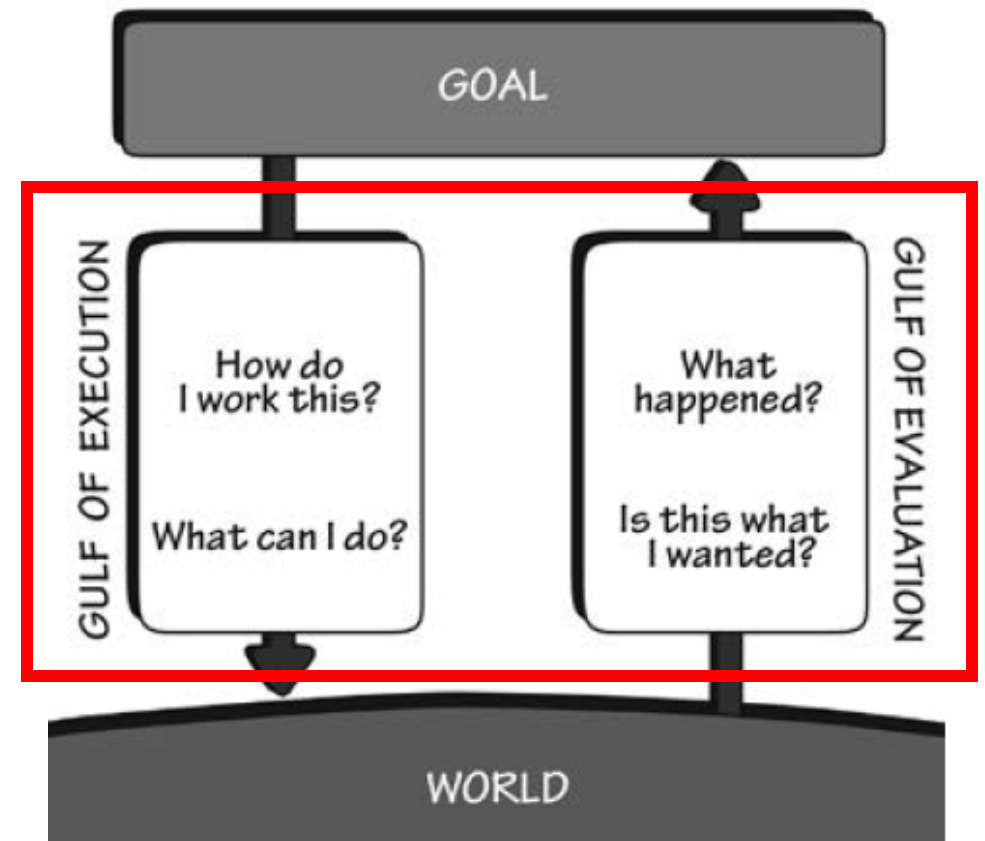 GOAL
GULF OF EXECUTION
How do
I work this?
What can I do?
What
happened?
Is this what
I wanted?
GULF OF EVALUATION
WORLD